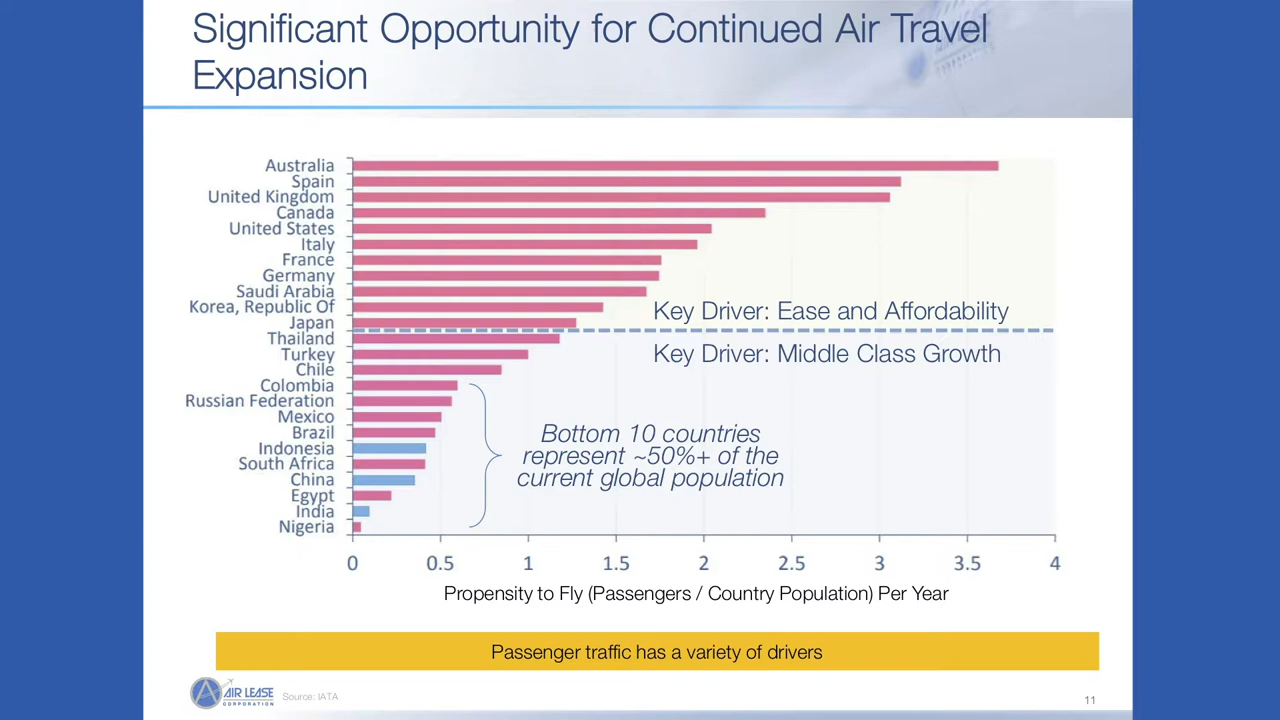 Significant Opportunity for Continued Air Travel
Expansion
Australia
Spain
United Kingdom
Canada
United States
Italy
France
Germany
Saudi Arabia
Korea, Republic Of
Japan
Thailand
Turkey
Chile
Colombia
Russian Federation
Mexico
Brazil
Indonesia
South Africa
China
Egypt
India
Nigeria
Key Driver: Ease and Affordability
Key Driver: Middle Class Growth
Bottom 10 countries
represent ~50%+ of the
current global population
0 0.5 1 1.5 2 2.5 3 3.5 4
Propensity to Fly (Passengers / Country Population) Per Year
Passenger traffic has a variety of drivers
A
AIR LEASE
CORPORATION
Source: IATA
11